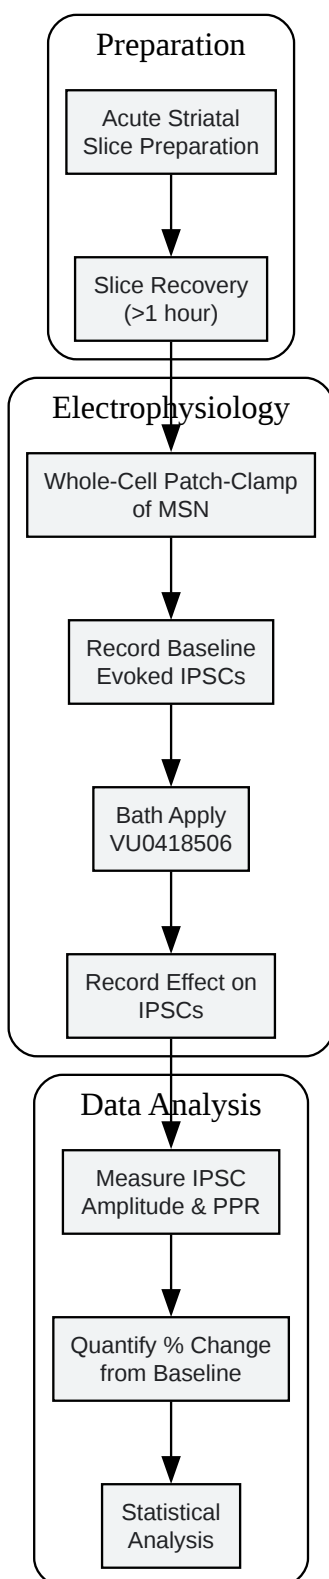 Preparation
Acute Striatal
Slice Preparation
Slice Recovery
(>1 hour)
Electrophysiology
Whole-Cell Patch-Clamp
of MSN
Record Baseline
Evoked IPSCs
Bath Apply
VU0418506
Record Effect on
IPSCs
Data Analysis
Measure IPSC
Amplitude & PPR
Quantify % Change
from Baseline
Statistical
Analysis